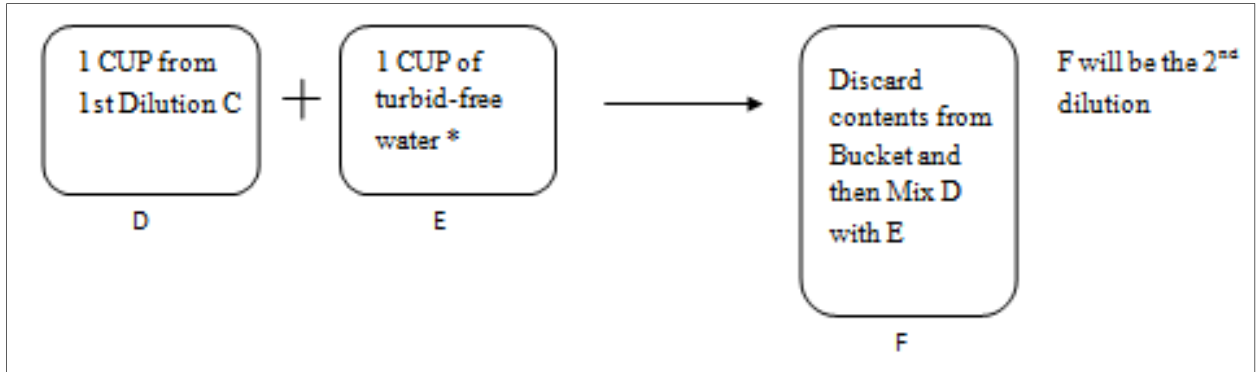 1 CUP from
1st Dilution C
+
1 CUP of
turbid-free
water *
Discard
contents from
Bucket and
then Mix D
with E
F will be the 2nd
dilution
D
E
F